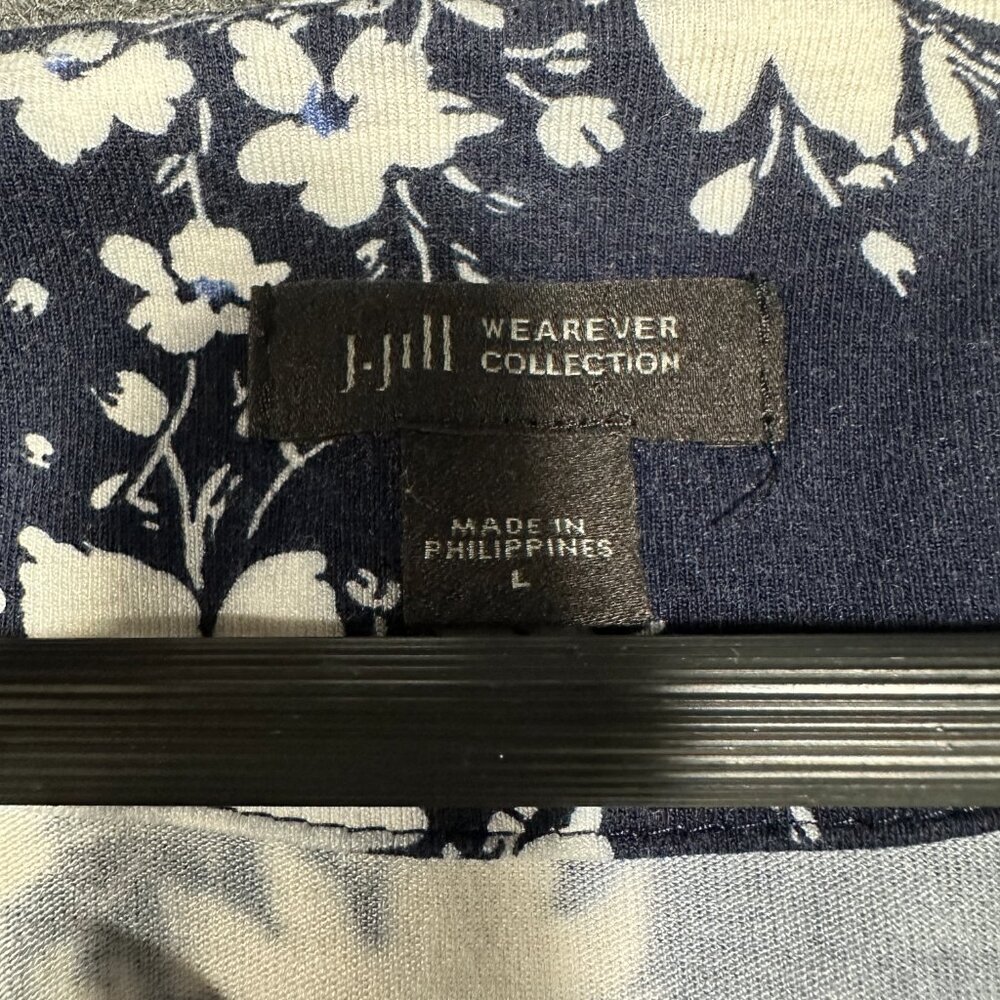 J.Jill WEAREVER
COLLECTION
MADE IN
PHILIPPINES
L